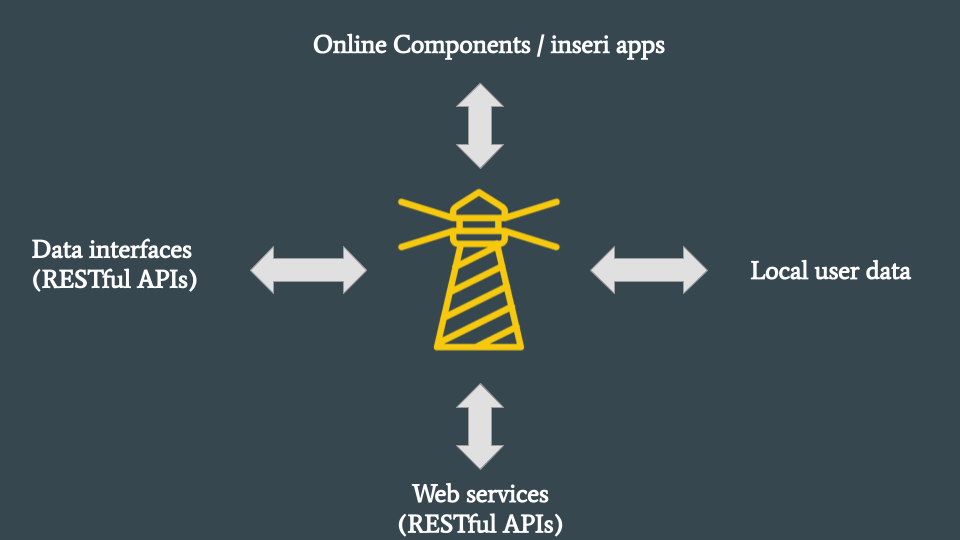 Online Components / inseri apps
Data interfaces
(RESTful APIs)
Local user data
Web services
(RESTful APIs)